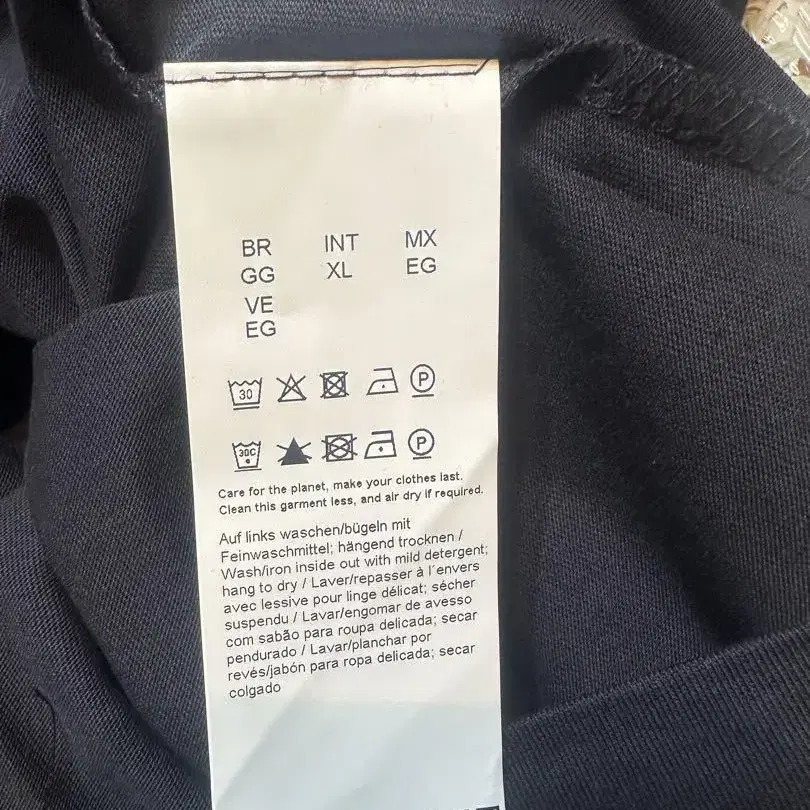 BR INT MX
GG XL EG
VE
EG
30 P
30C P
Care for the planet, make your clothes last.
Clean this garment less, and air dry if required.
Auf links waschen/bügeln mit
Feinwaschmittel; hängend trocknen /
Wash/iron inside out with mild detergent;
hang to dry / Laver/repasser à l´envers
avec lessive pour linge délicat; sécher
suspendu / Lavar/engomar de avesso
com sabão para roupa delicada; secar
pendurado / Lavar/planchar por
revés/jabón para ropa delicada; secar
colgado